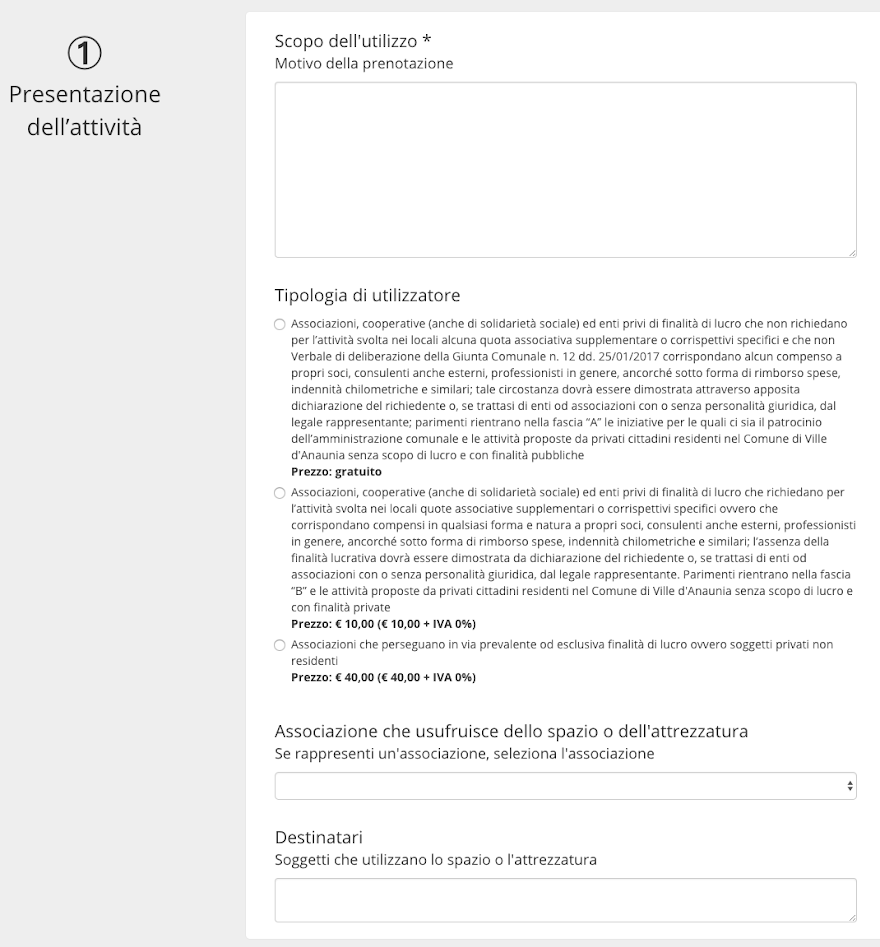 ①
Presentazione
dell’attività
Scopo dell'utilizzo *
Motivo della prenotazione
Tipologia di utilizzatore
Associazioni, cooperative (anche di solidarietà sociale) ed enti privi di finalità di lucro che non richiedano
per l’attività svolta nei locali alcuna quota associativa supplementare o corrispettivi specifici e che non
Verbale di deliberazione della Giunta Comunale n. 12 dd. 25/01/2017 corrispondano alcun compenso a
propri soci, consulenti anche esterni, professionisti in genere, ancorché sotto forma di rimborso spese,
indennità chilometriche e similari; tale circostanza dovrà essere dimostrata attraverso apposita
dichiarazione del richiedente o, se trattasi di enti od associazioni con o senza personalità giuridica, dal
legale rappresentante; parimenti rientrano nella fascia “A” le iniziative per le quali ci sia il patrocinio
dell’amministrazione comunale e le attività proposte da privati cittadini residenti nel Comune di Ville
d'Anaunia senza scopo di lucro e con finalità pubbliche
Prezzo: gratuito
Associazioni, cooperative (anche di solidarietà sociale) ed enti privi di finalità di lucro che richiedano per
l’attività svolta nei locali quote associative supplementari o corrispettivi specifici ovvero che
corrispondano compensi in qualsiasi forma e natura a propri soci, consulenti anche esterni, professionisti
in genere, ancorché sotto forma di rimborso spese, indennità chilometriche e similari; l’assenza della
finalità lucrativa dovrà essere dimostrata da dichiarazione del richiedente o, se trattasi di enti od
associazioni con o senza personalità giuridica, dal legale rappresentante. Parimenti rientrano nella fascia
“B” e le attività proposte da privati cittadini residenti nel Comune di Ville d'Anaunia senza scopo di lucro e
con finalità private
Prezzo: € 10,00 (€ 10,00 + IVA 0%)
Associazioni che perseguano in via prevalente od esclusiva finalità di lucro ovvero soggetti privati non
residenti
Prezzo: € 40,00 (€ 40,00 + IVA 0%)
Associazione che usufruisce dello spazio o dell'attrezzatura
Se rappresenti un'associazione, seleziona l'associazione
Destinatari
Soggetti che utilizzano lo spazio o l'attrezzatura